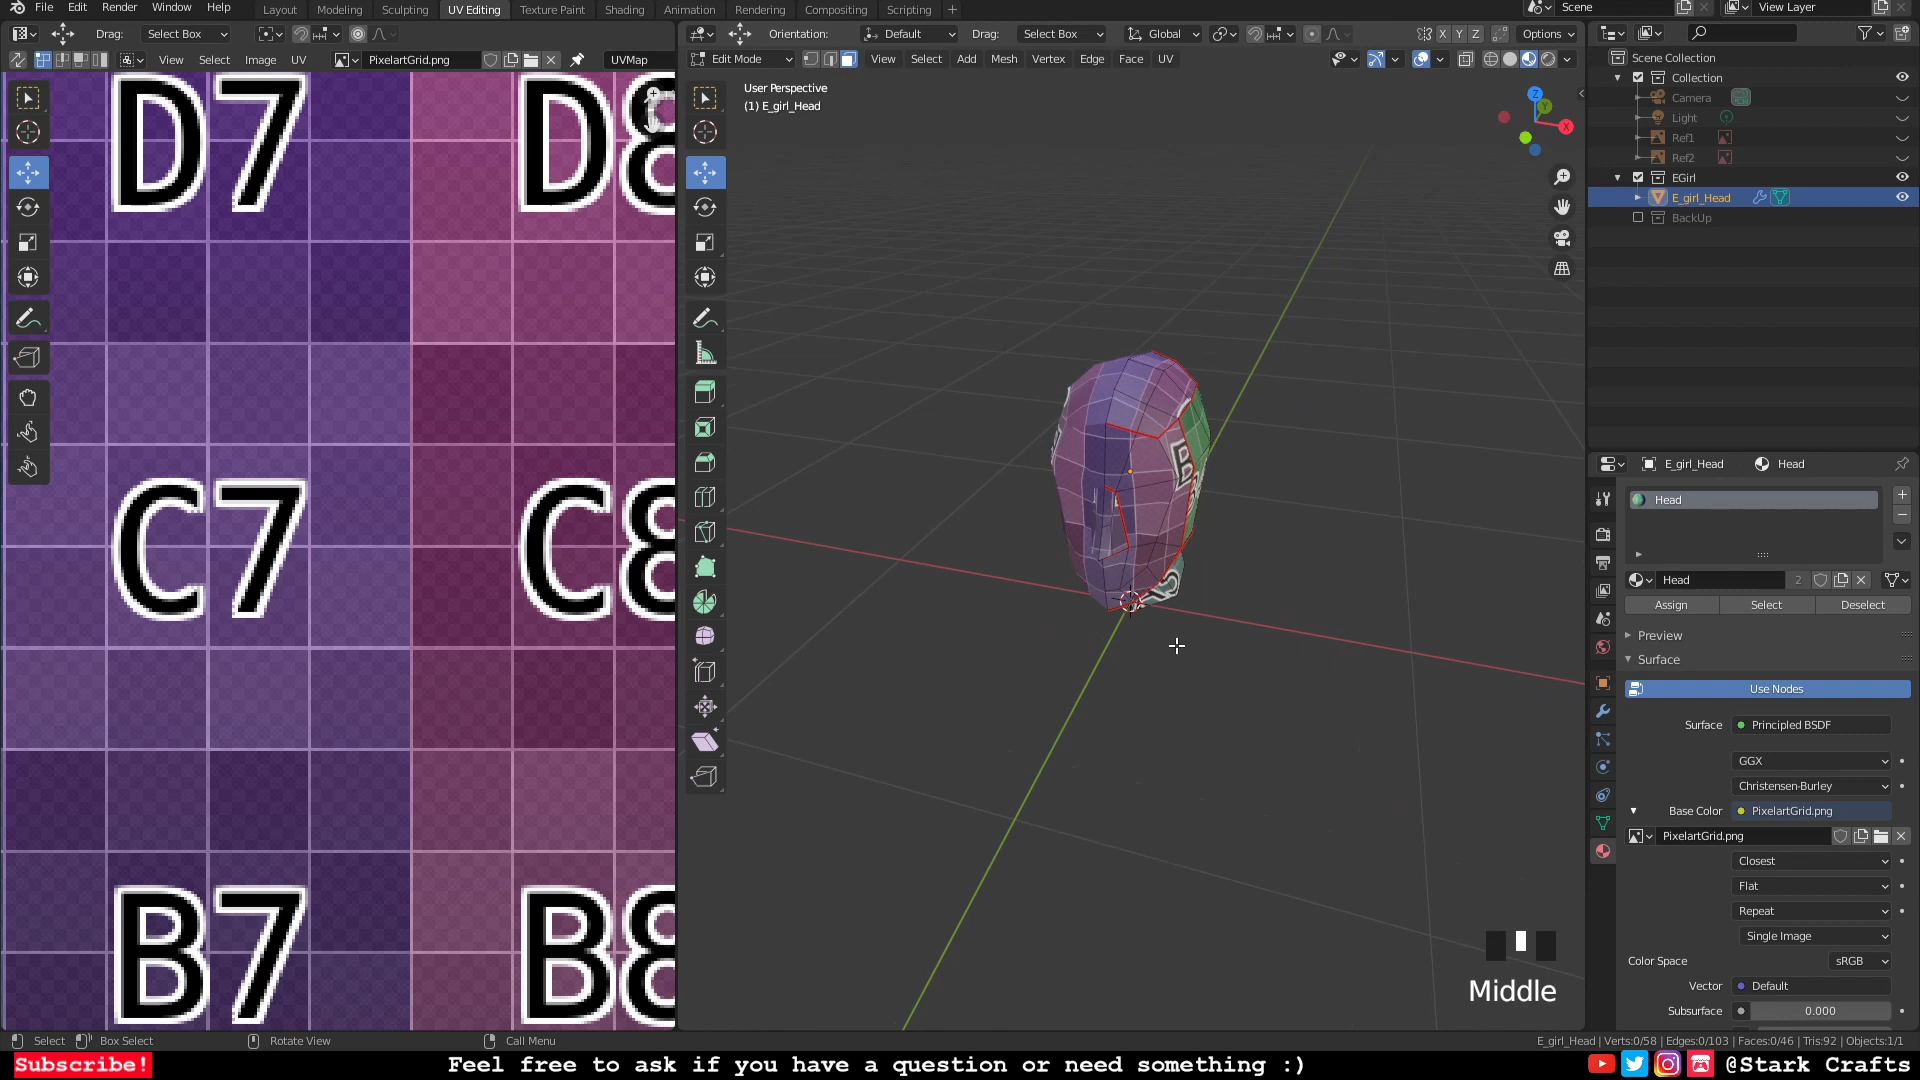 File Edit Render Window Help Layout Modeling Sculpting UV Editing Texture Paint Shading Animation Rendering Compositing Scripting + Scene View Layer
Drag: Select Box
Orientation: Default Drag: Select Box Global X Y Z Options
View Select Image UV PixelartGrid.png UVMap
Edit Mode View Select Add Mesh Vertex Edge Face UV
User Perspective
(1) E_girl_Head
Z
Y
X
D7
D8
C7
C8
B7
B8
B
Scene Collection
Collection
Camera
Light
Ref1
Ref2
EGirl
E_girl_Head
BackUp
E_girl_Head Head
Head
Head 2
Assign Select Deselect
Preview
Surface
Use Nodes
Surface Principled BSDF
GGX
Christensen-Burley
Base Color PixelartGrid.png
PixelartGrid.png
Closest
Flat
Repeat
Single Image
Color Space sRGB
Vector Default
Subsurface 0.000
Middle
Select Box Select Rotate View Call Menu
E_girl_Head | Verts:0/58 | Edges:0/103 | Faces:0/46 | Tris:92 | Objects:1/1
Subscribe! Feel free to ask if you have a question or need something :) @Stark Crafts